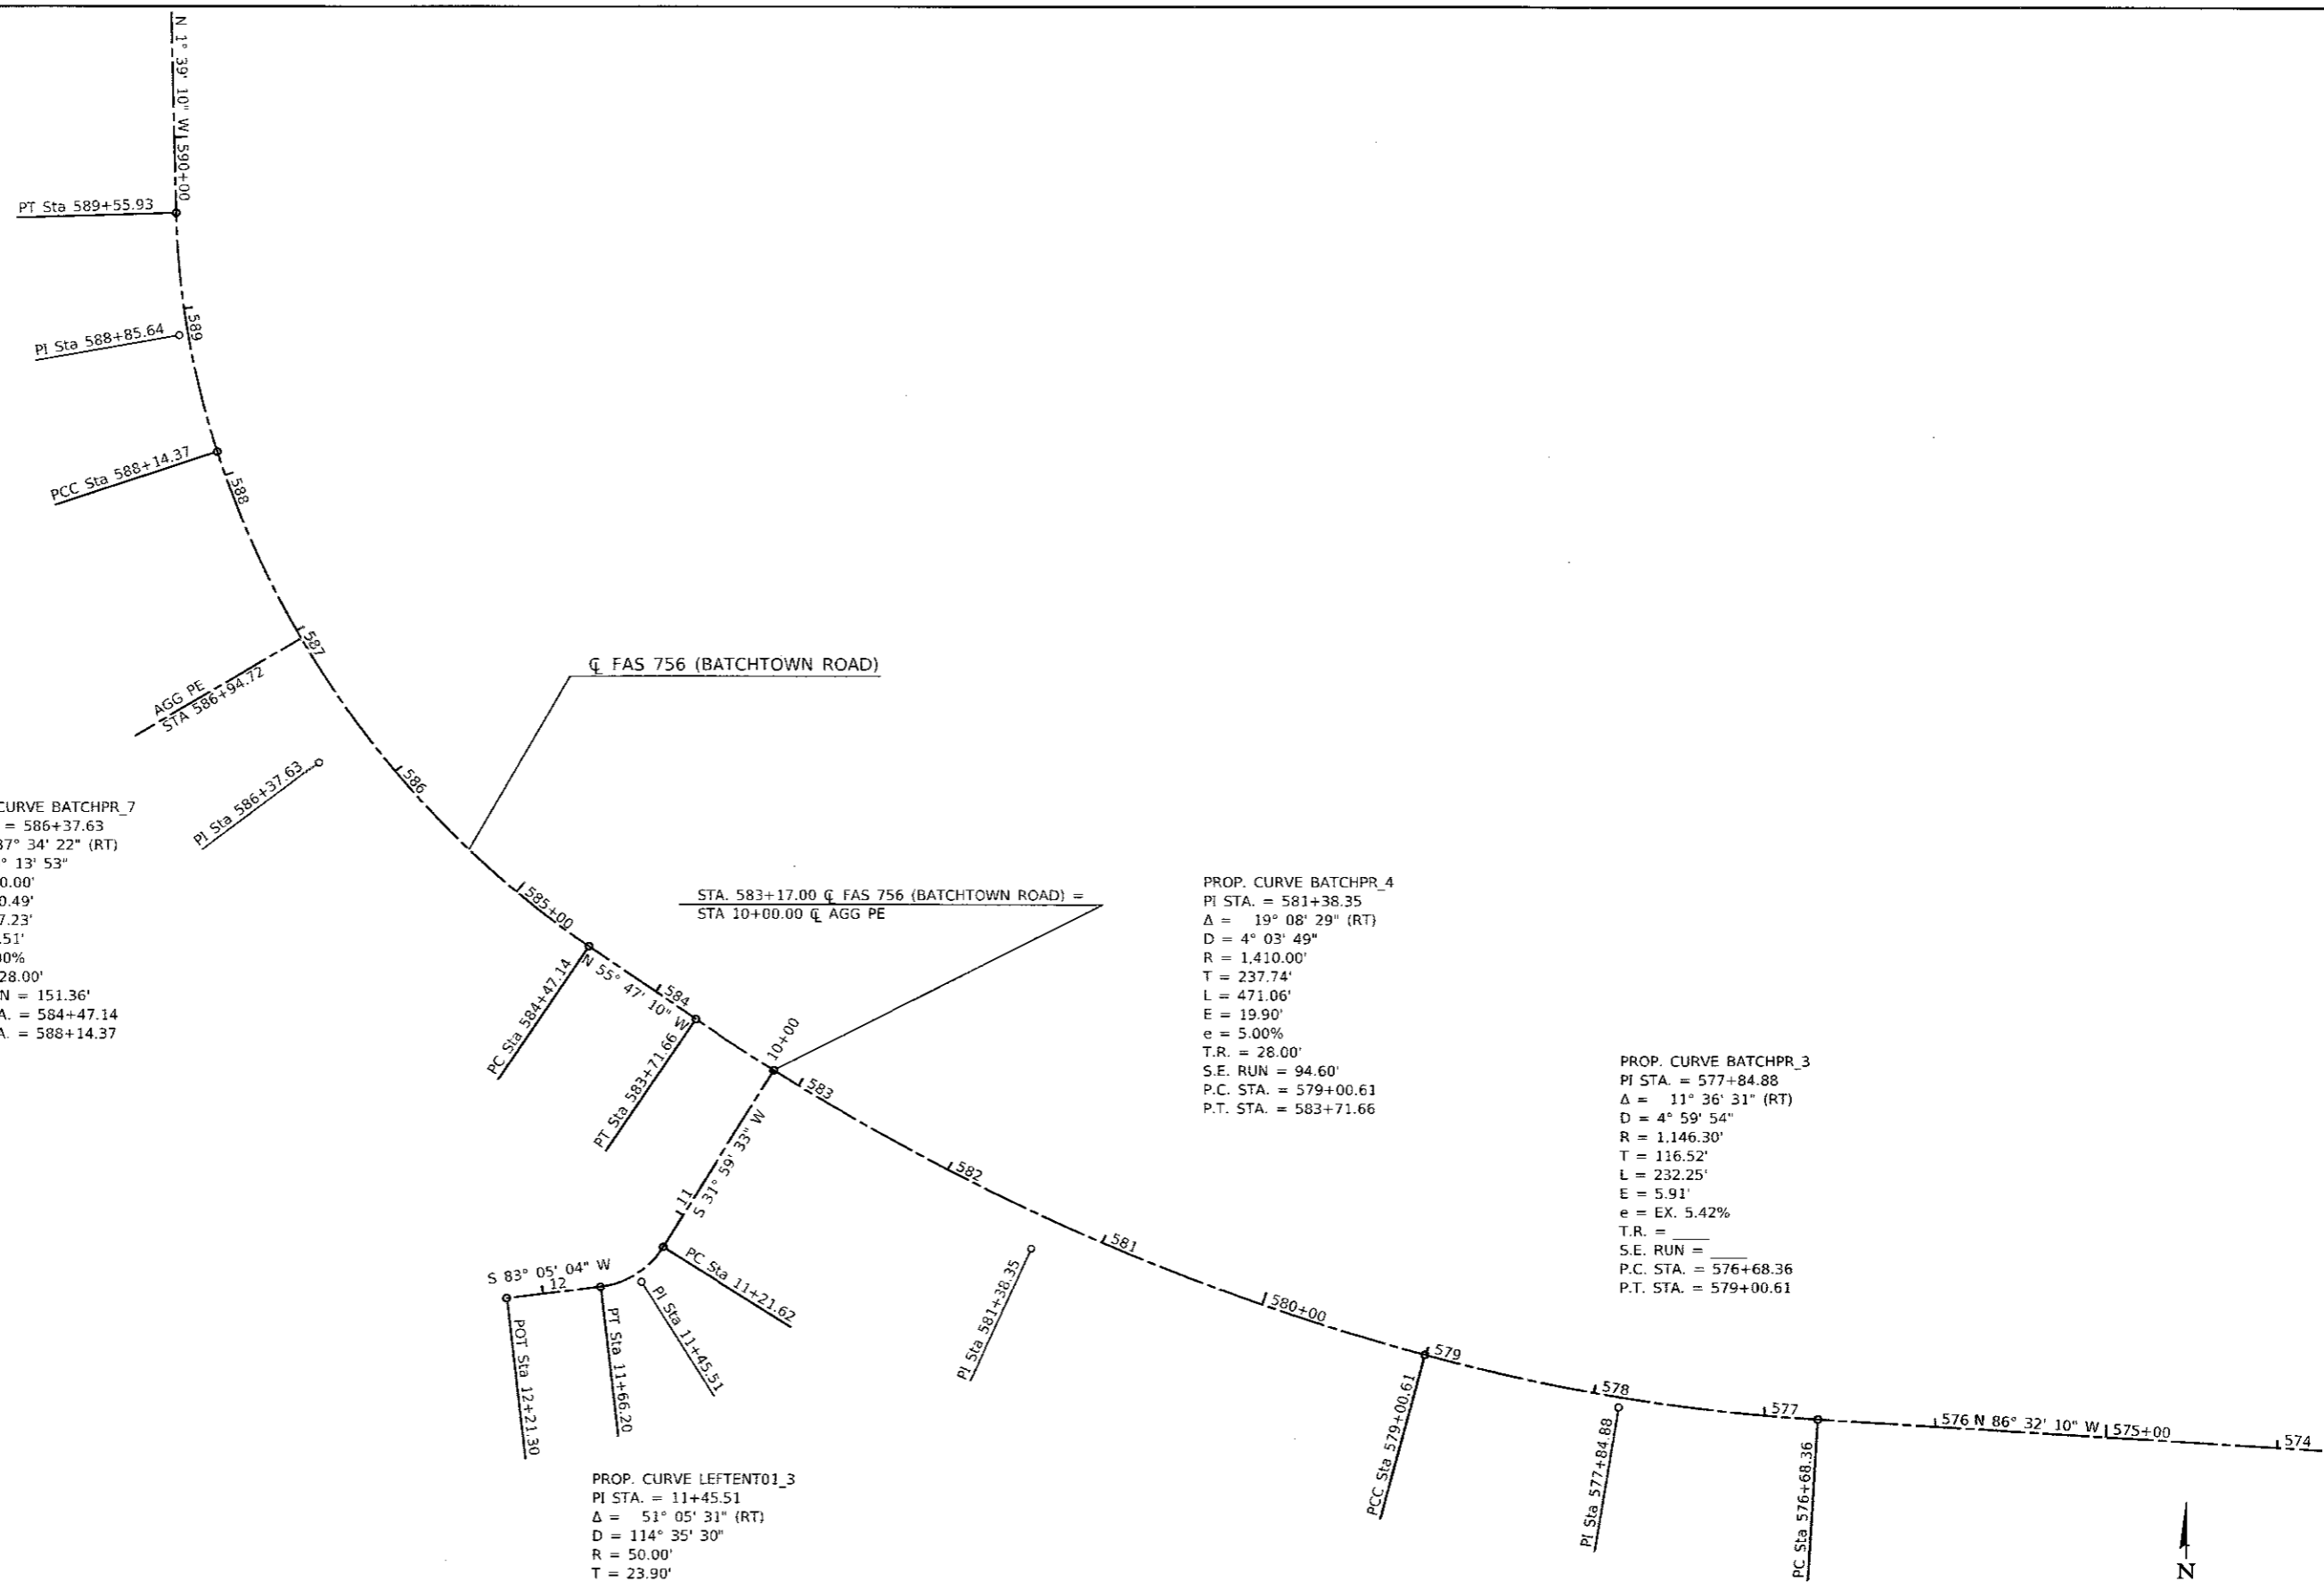 N 1° 39' 10" W
590+00
PT Sta 589+55.93
589
PI Sta 588+85.64
PCC Sta 588+14.37
588
587
AGG PE
STA 586+94.72
PI Sta 586+37.63
586
℄ FAS 756 (BATCHTOWN ROAD)
CURVE BATCHPR_7
= 586+37.63
37° 34' 22" (RT)
° 13' 53"
0.00'
0.49'
7.23'
.51'
00%
28.00'
N = 151.36'
A. = 584+47.14
A. = 588+14.37
585+00
PC Sta 584+47.14
N 55° 47' 10" W
584
PT Sta 583+71.66
STA. 583+17.00 ℄ FAS 756 (BATCHTOWN ROAD) =
STA 10+00.00 ℄ AGG PE
10+00
583
S 31° 59' 33" W
11
PC Sta 11+21.62
PI Sta 11+45.51
PT Sta 11+66.20
S 83° 05' 04" W
12
POT Sta 12+21.30
PROP. CURVE LEFTENT01_3
PI STA. = 11+45.51
Δ = 51° 05' 31" (RT)
D = 114° 35' 30"
R = 50.00'
T = 23.90'
582
581
PI Sta 581+38.35
580+00
PROP. CURVE BATCHPR_4
PI STA. = 581+38.35
Δ = 19° 08' 29" (RT)
D = 4° 03' 49"
R = 1,410.00'
T = 237.74'
L = 471.06'
E = 19.90'
e = 5.00%
T.R. = 28.00'
S.E. RUN = 94.60'
P.C. STA. = 579+00.61
P.T. STA. = 583+71.66
579
PCC Sta 579+00.61
578
PI Sta 577+84.88
577
PC Sta 576+68.36
PROP. CURVE BATCHPR_3
PI STA. = 577+84.88
Δ = 11° 36' 31" (RT)
D = 4° 59' 54"
R = 1,146.30'
T = 116.52'
L = 232.25'
E = 5.91'
e = EX. 5.42%
T.R. = ____
S.E. RUN = ____
P.C. STA. = 576+68.36
P.T. STA. = 579+00.61
576
N 86° 32' 10" W
575+00
574
N